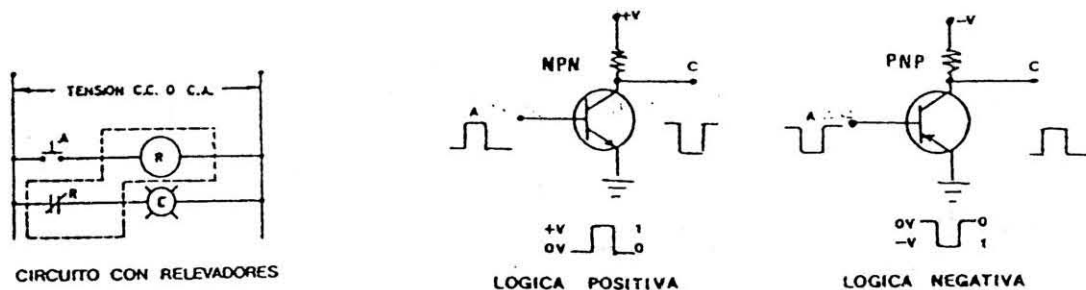 TENSION C.C. O C.A.
A
R
R
C
CIRCUITO CON RELEVADORES
+V
NPN
C
A
+V 1
0V 0
LOGICA POSITIVA
-V
PNP
C
A
0V 0
-V 1
LOGICA NEGATIVA